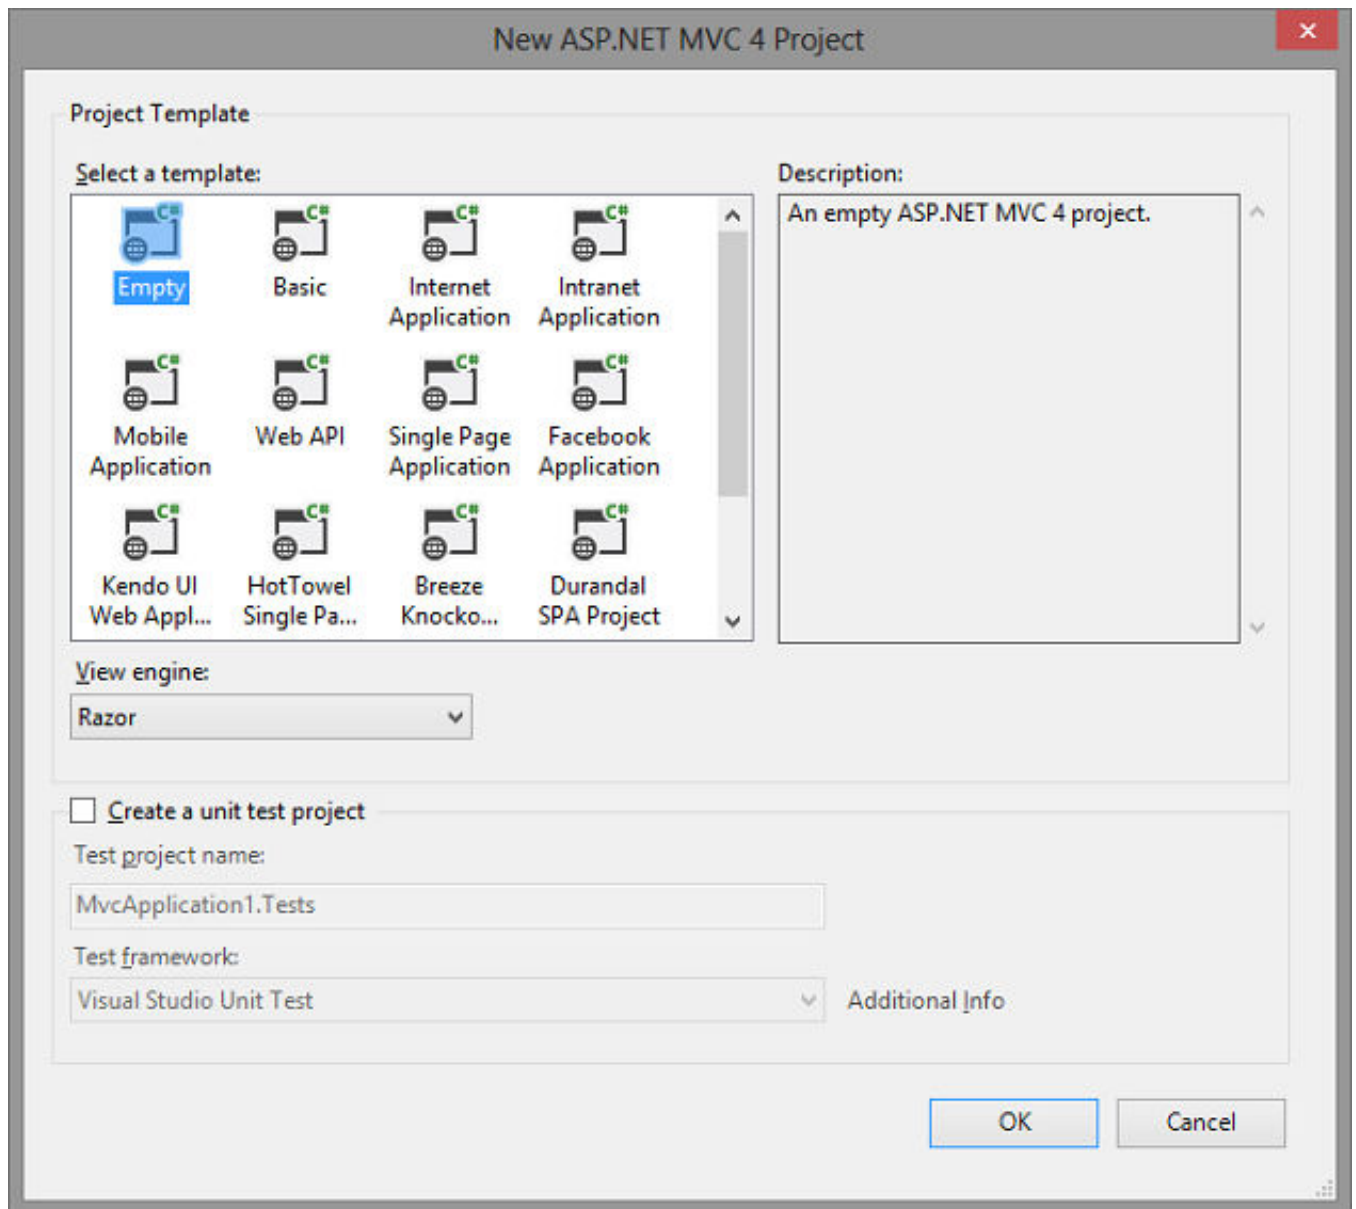 New ASP.NET MVC 4 Project
Project Template
Select a template:
Description:
C# C# C# C#
An empty ASP.NET MVC 4 project.
Empty Basic Internet Intranet
Application Application
C# C# C# C#
Mobile Web API Single Page Facebook
Application Application Application
C# C# C# C#
Kendo UI HotTowel Breeze Durandal
Web Appl... Single Pa... Knocko... SPA Project
View engine:
Razor
Create a unit test project
Test project name:
MvcApplication1.Tests
Test framework:
Visual Studio Unit Test
Additional Info
OK Cancel